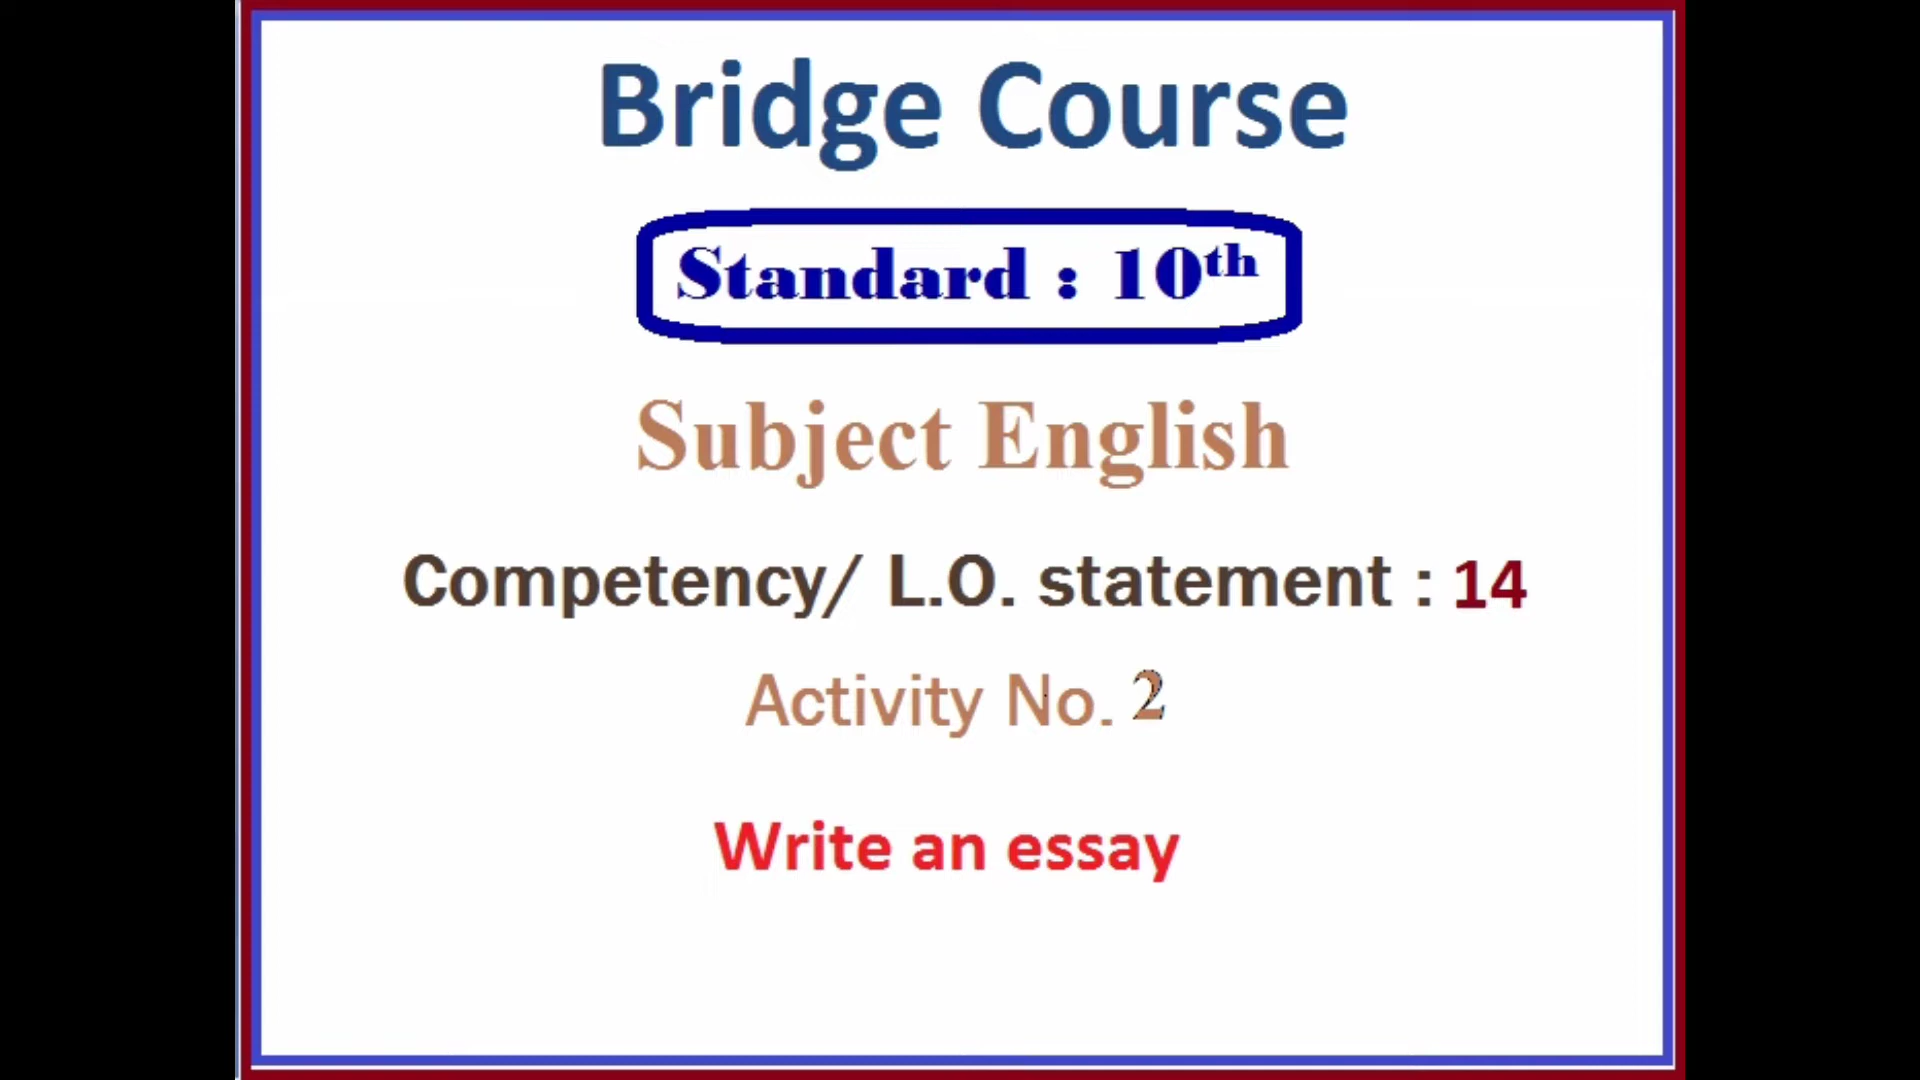 Bridge Course
Standard : 10th
Subject English
Competency/ L.O. statement : 14
Activity No. 2
Write an essay